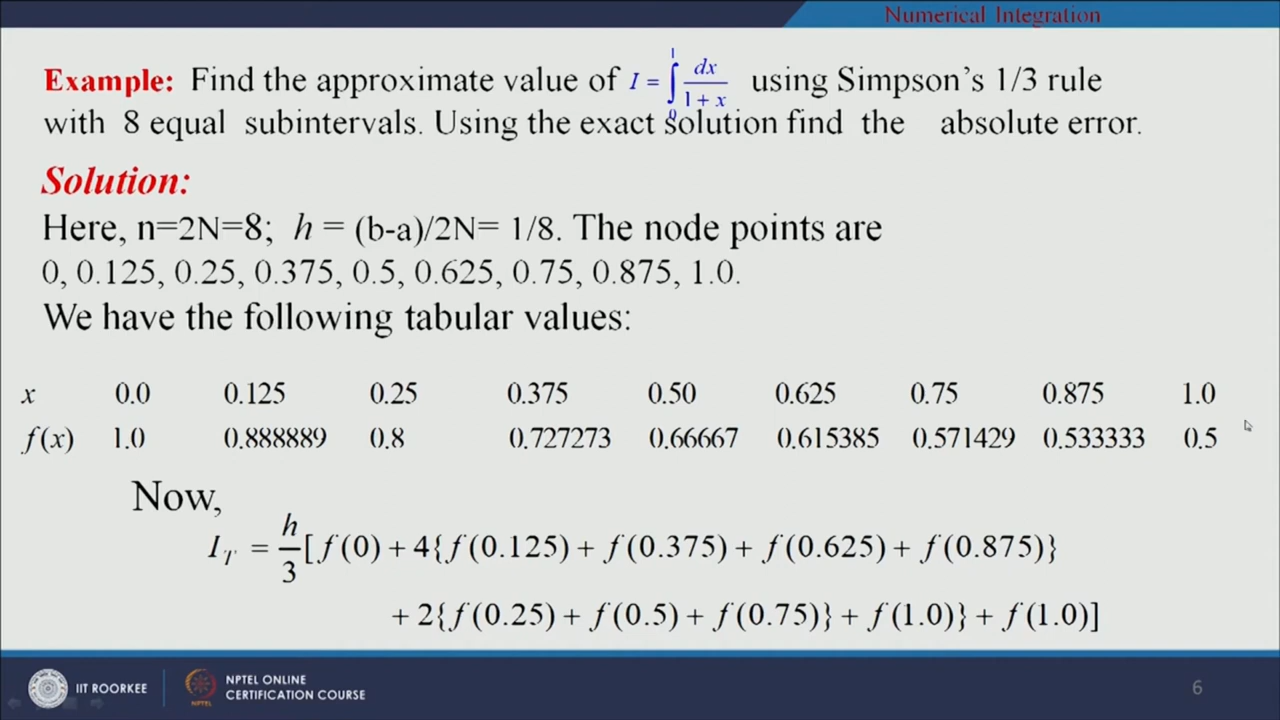 Numerical Integration
Example: Find the approximate value of I = ∫₀¹ dx/(1 + x) using Simpson's 1/3 rule
with 8 equal subintervals. Using the exact solution find the absolute error.
Solution:
Here, n=2N=8; h = (b-a)/2N= 1/8. The node points are
0, 0.125, 0.25, 0.375, 0.5, 0.625, 0.75, 0.875, 1.0.
We have the following tabular values:
x 0.0 0.125 0.25 0.375 0.50 0.625 0.75 0.875 1.0
f(x) 1.0 0.888889 0.8 0.727273 0.66667 0.615385 0.571429 0.533333 0.5
Now,
I_T = h/3 [ f(0) + 4{f(0.125) + f(0.375) + f(0.625) + f(0.875)}
+ 2{f(0.25) + f(0.5) + f(0.75)} + f(1.0)} + f(1.0)]
IIT ROORKEE
NPTEL
NPTEL ONLINE
CERTIFICATION COURSE
6